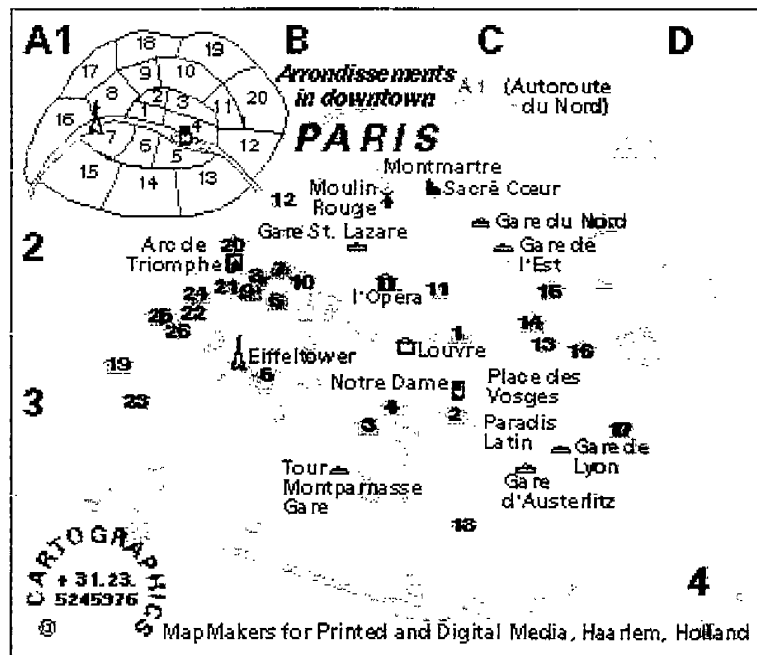 A1 B C D
18 19
17 9 10
8 2 3 11 20
16 1 4
7 6 5 12
15 14 13
Arrondissements
in downtown
PARIS
A1 (Autoroute
du Nord)
Montmartre
12 Moulin
Rouge
Sacré Cœur
Gare du Nord
2
Arc de
Triomphe
20
Gare St. Lazare
Gare de
l'Est
21 10
l'Opera
11
15
24
22
25
26
14
13 16
1
Louvre
Eiffeltower
19
Notre Dame
Place des
Vosges
3
23
4
3
2
Paradis
Latin
17
Gare de
Lyon
Tour
Montparnasse
Gare
Gare
d'Austerlitz
18
CARTOGRAPHICS
+ 31.23.
5245976
4
@ MapMakers for Printed and Digital Media, Haarlem, Holland